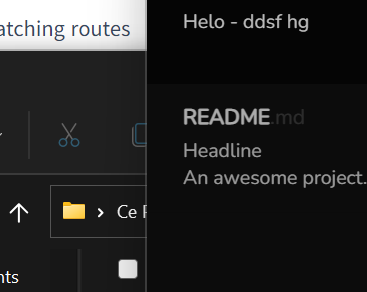 atching routes
Helo - ddsf hg
README.md
Headline
An awesome project.
Ce
nts